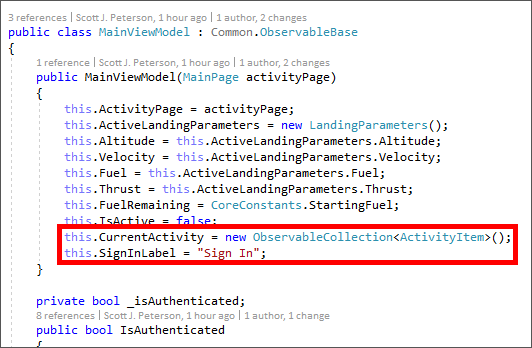 3 references | Scott J. Peterson, 1 hour ago | 1 author, 2 changes
public class MainViewModel : Common.ObservableBase
{
1 reference | Scott J. Peterson, 1 hour ago | 1 author, 2 changes
public MainViewModel(MainPage activityPage)
{
this.ActivityPage = activityPage;
this.ActiveLandingParameters = new LandingParameters();
this.Altitude = this.ActiveLandingParameters.Altitude;
this.Velocity = this.ActiveLandingParameters.Velocity;
this.Fuel = this.ActiveLandingParameters.Fuel;
this.Thrust = this.ActiveLandingParameters.Thrust;
this.FuelRemaining = CoreConstants.StartingFuel;
this.IsActive = false;
this.CurrentActivity = new ObservableCollection<ActivityItem>();
this.SignInLabel = "Sign In";
}
private bool _isAuthenticated;
8 references | Scott J. Peterson, 1 hour ago | 1 author, 1 change
public bool IsAuthenticated
{